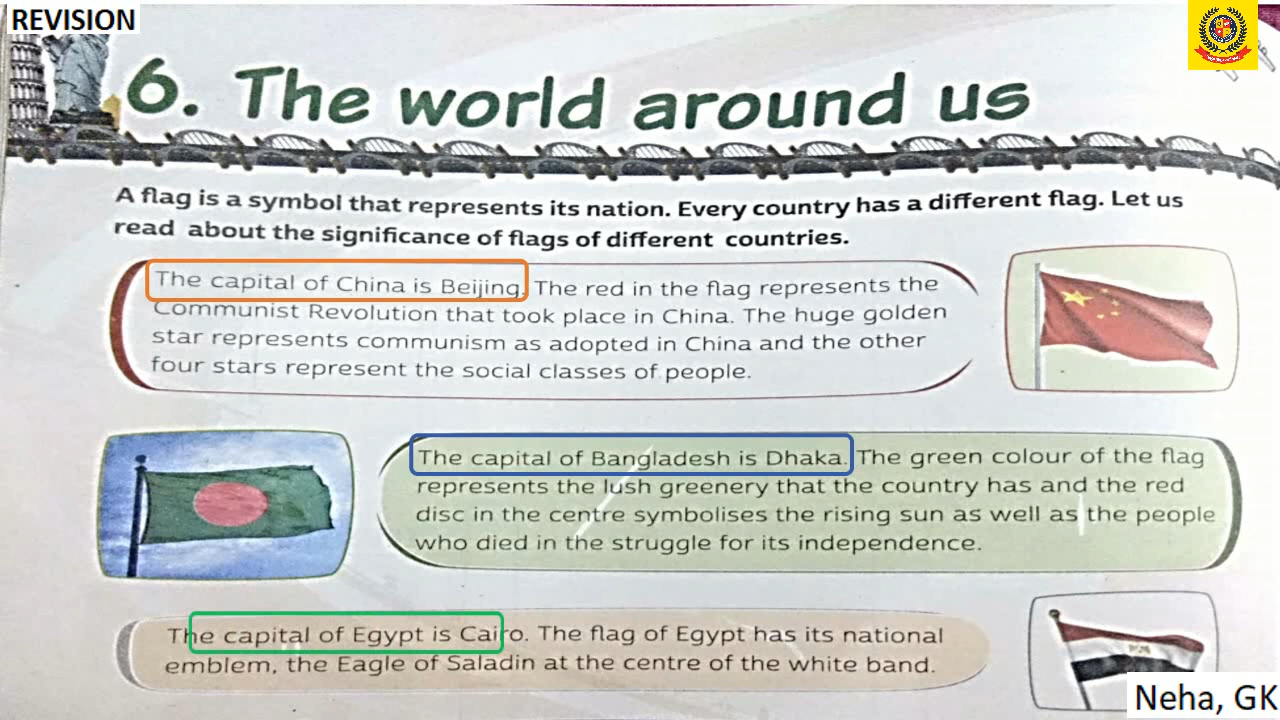 REVISION
6. The world around us
A flag is a symbol that represents its nation. Every country has a different flag. Let us
read about the significance of flags of different countries.
The capital of China is Beijing. The red in the flag represents the
Communist Revolution that took place in China. The huge golden
star represents communism as adopted in China and the other
four stars represent the social classes of people.
The capital of Bangladesh is Dhaka. The green colour of the flag
represents the lush greenery that the country has and the red
disc in the centre symbolises the rising sun as well as the people
who died in the struggle for its independence.
The capital of Egypt is Cairo. The flag of Egypt has its national
emblem, the Eagle of Saladin at the centre of the white band.
Neha, GK